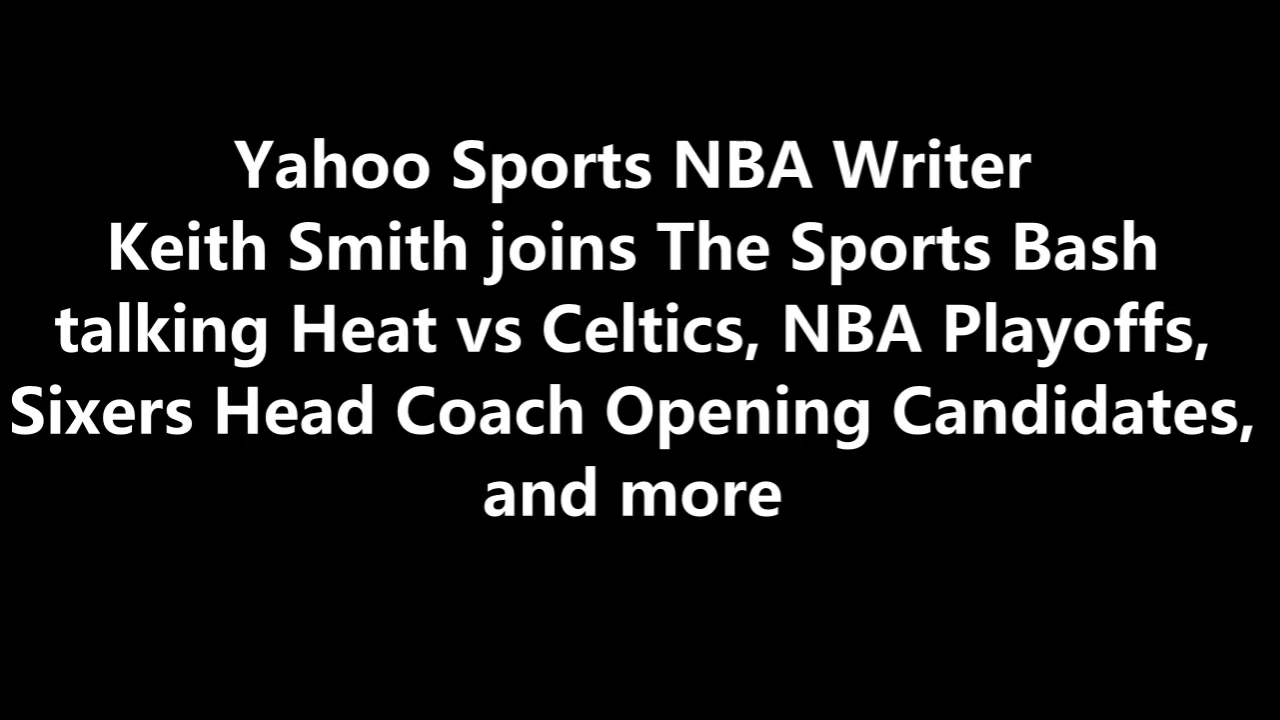 Yahoo Sports NBA Writer
Keith Smith joins The Sports Bash
talking Heat vs Celtics, NBA Playoffs,
Sixers Head Coach Opening Candidates,
and more